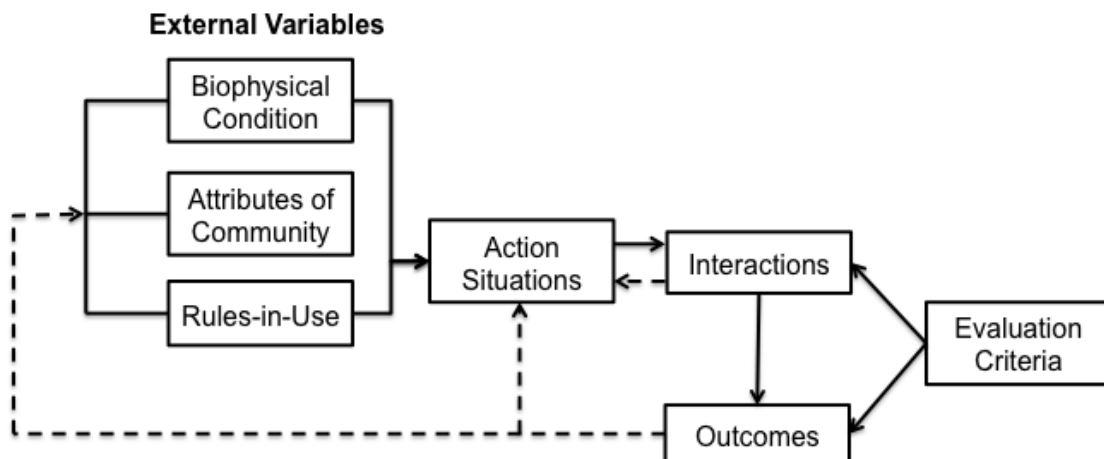 External Variables
Biophysical
Condition
Attributes of
Community
Rules-in-Use
Action
Situations
Interactions
Outcomes
Evaluation
Criteria